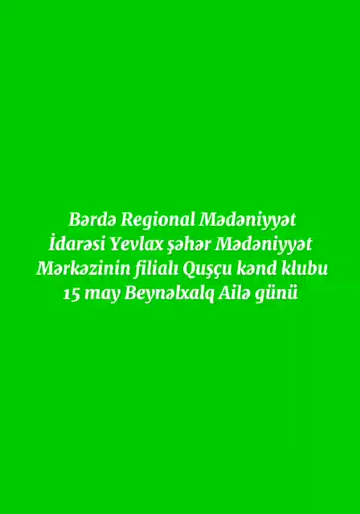 Bərdə Regional Mədəniyyət
İdarəsi Yevlax şəhər Mədəniyyət
Mərkəzinin filialı Quşçu kənd klubu
15 may Beynəlxalq Ailə günü